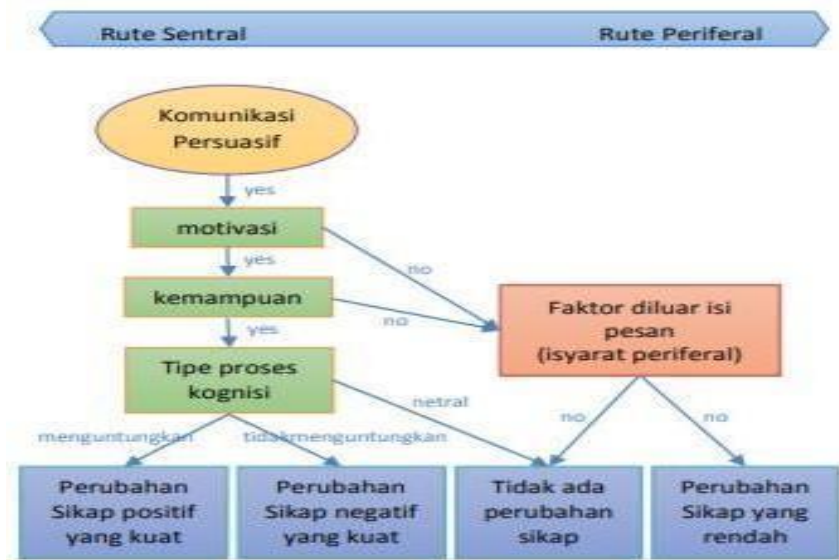 Rute Sentral
Rute Periferal
Komunikasi
Persuasif
yes
motivasi
yes
no
kemampuan
no
yes
Faktor diluar isi
pesan
(isyarat periferal)
Tipe proses
kognisi
netral
no
no
menguntungkan
tidakmenguntungkan
Perubahan
Sikap positif
yang kuat
Perubahan
Sikap negatif
yang kuat
Tidak ada
perubahan
sikap
Perubahan
Sikap yang
rendah